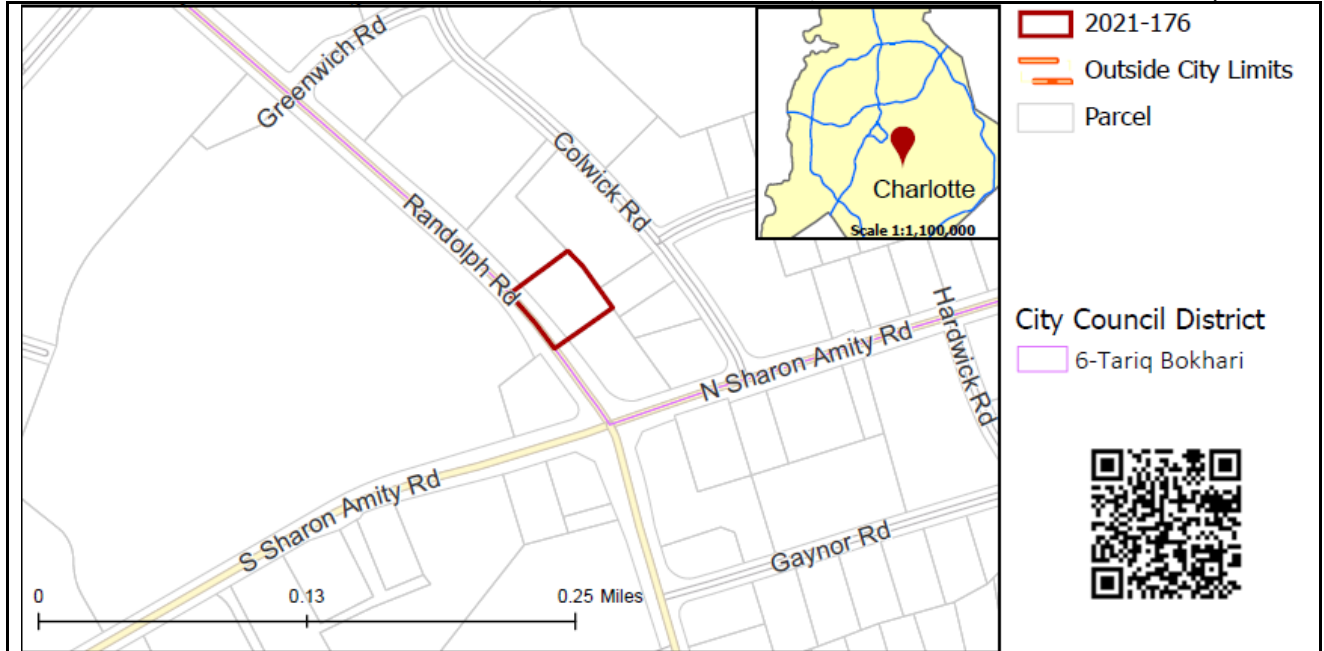 Greenwich Rd
Colwick Rd
Randolph Rd
N Sharon Amity Rd
Hardwick Rd
S Sharon Amity Rd
Gaynor Rd
0 0.13 0.25 Miles
Charlotte
Scale 1:1,100,000
2021-176
Outside City Limits
Parcel
City Council District
6-Tariq Bokhari